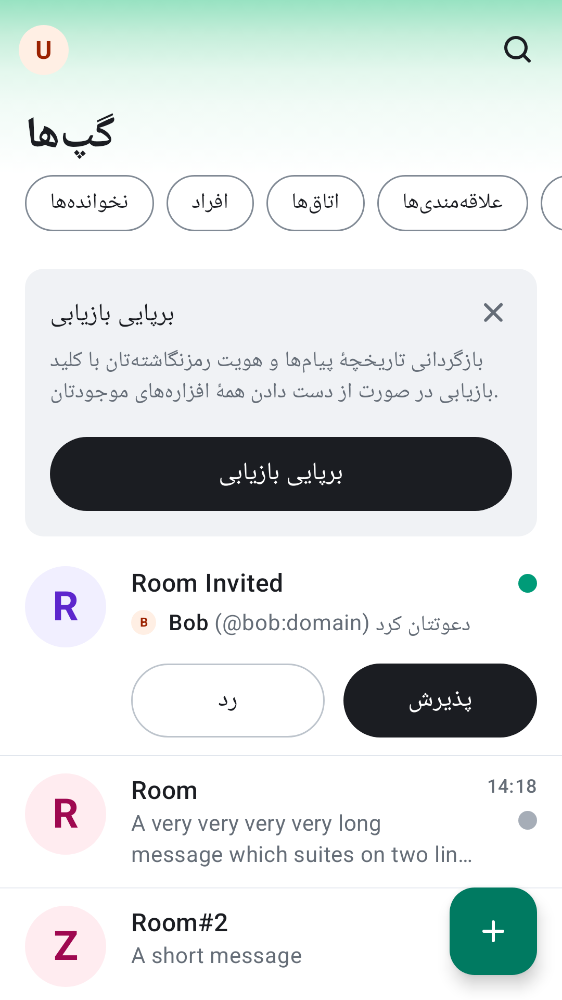 U
گپ‌ها
نخوانده‌ها
افراد
اتاق‌ها
علاقه‌مندی‌ها
برپایی بازیابی
بازگردانی تاریخچهٔ پیام‌ها و هویت رمزنگاشته‌تان با کلید
بازیابی در صورت از دست دادن همهٔ افزاره‌های موجودتان.
برپایی بازیابی
R
Room Invited
B
Bob (@bob:domain) دعوتتان کرد
رد
پذیرش
R
Room
14:18
A very very very very long
message which suites on two lin…
Z
Room#2
A short message